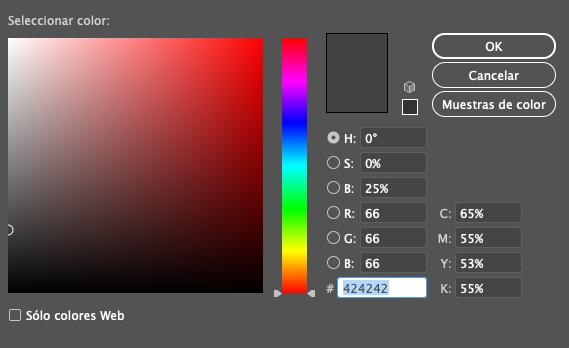 Seleccionar color:
OK
Cancelar
Muestras de color
H: 0°
S: 0%
B: 25%
R: 66 C: 65%
G: 66 M: 55%
B: 66 Y: 53%
# 424242 K: 55%
Sólo colores Web